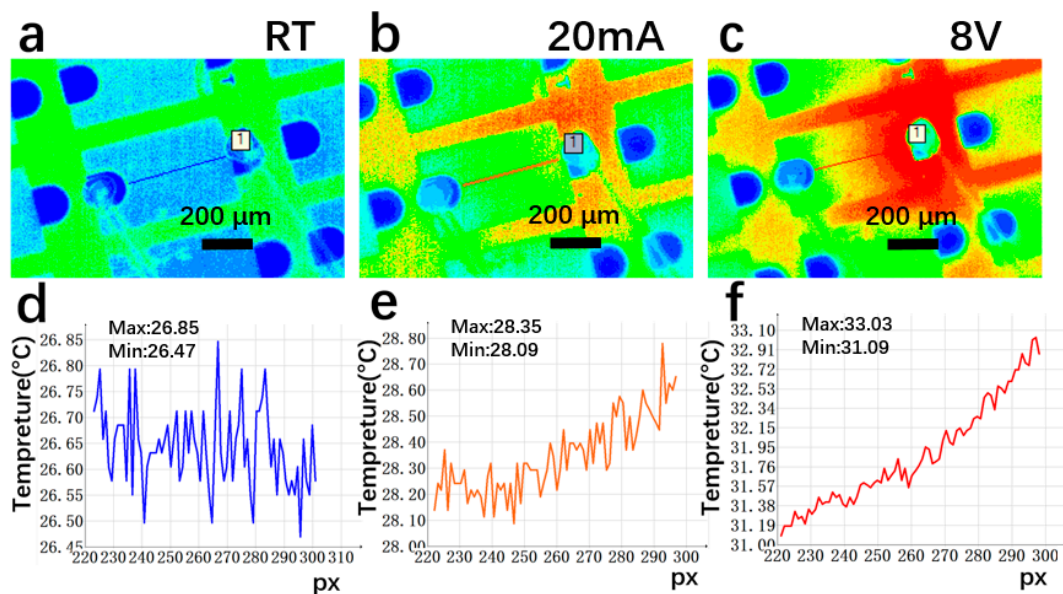 a RT
b 20mA
c 8V
1
1
1
200 μm
200 μm
200 μm
d
Max:26.85
Min:26.47
Tempreture(°C)
26.85
26.80
26.75
26.70
26.65
26.60
26.55
26.50
26.45
220 230 240 250 260 270 280 290 300 310
px
e
Max:28.35
Min:28.09
Tempreture(°C)
28.80
28.60
28.50
28.40
28.30
28.20
28.10
28.00
220 230 240 250 260 270 280 290 300
px
f
Max:33.03
Min:31.09
Tempreture(°C)
33.10
32.91
32.72
32.53
32.34
32.15
31.95
31.76
31.57
31.38
31.19
31.00
220 230 240 250 260 270 280 290 300
px